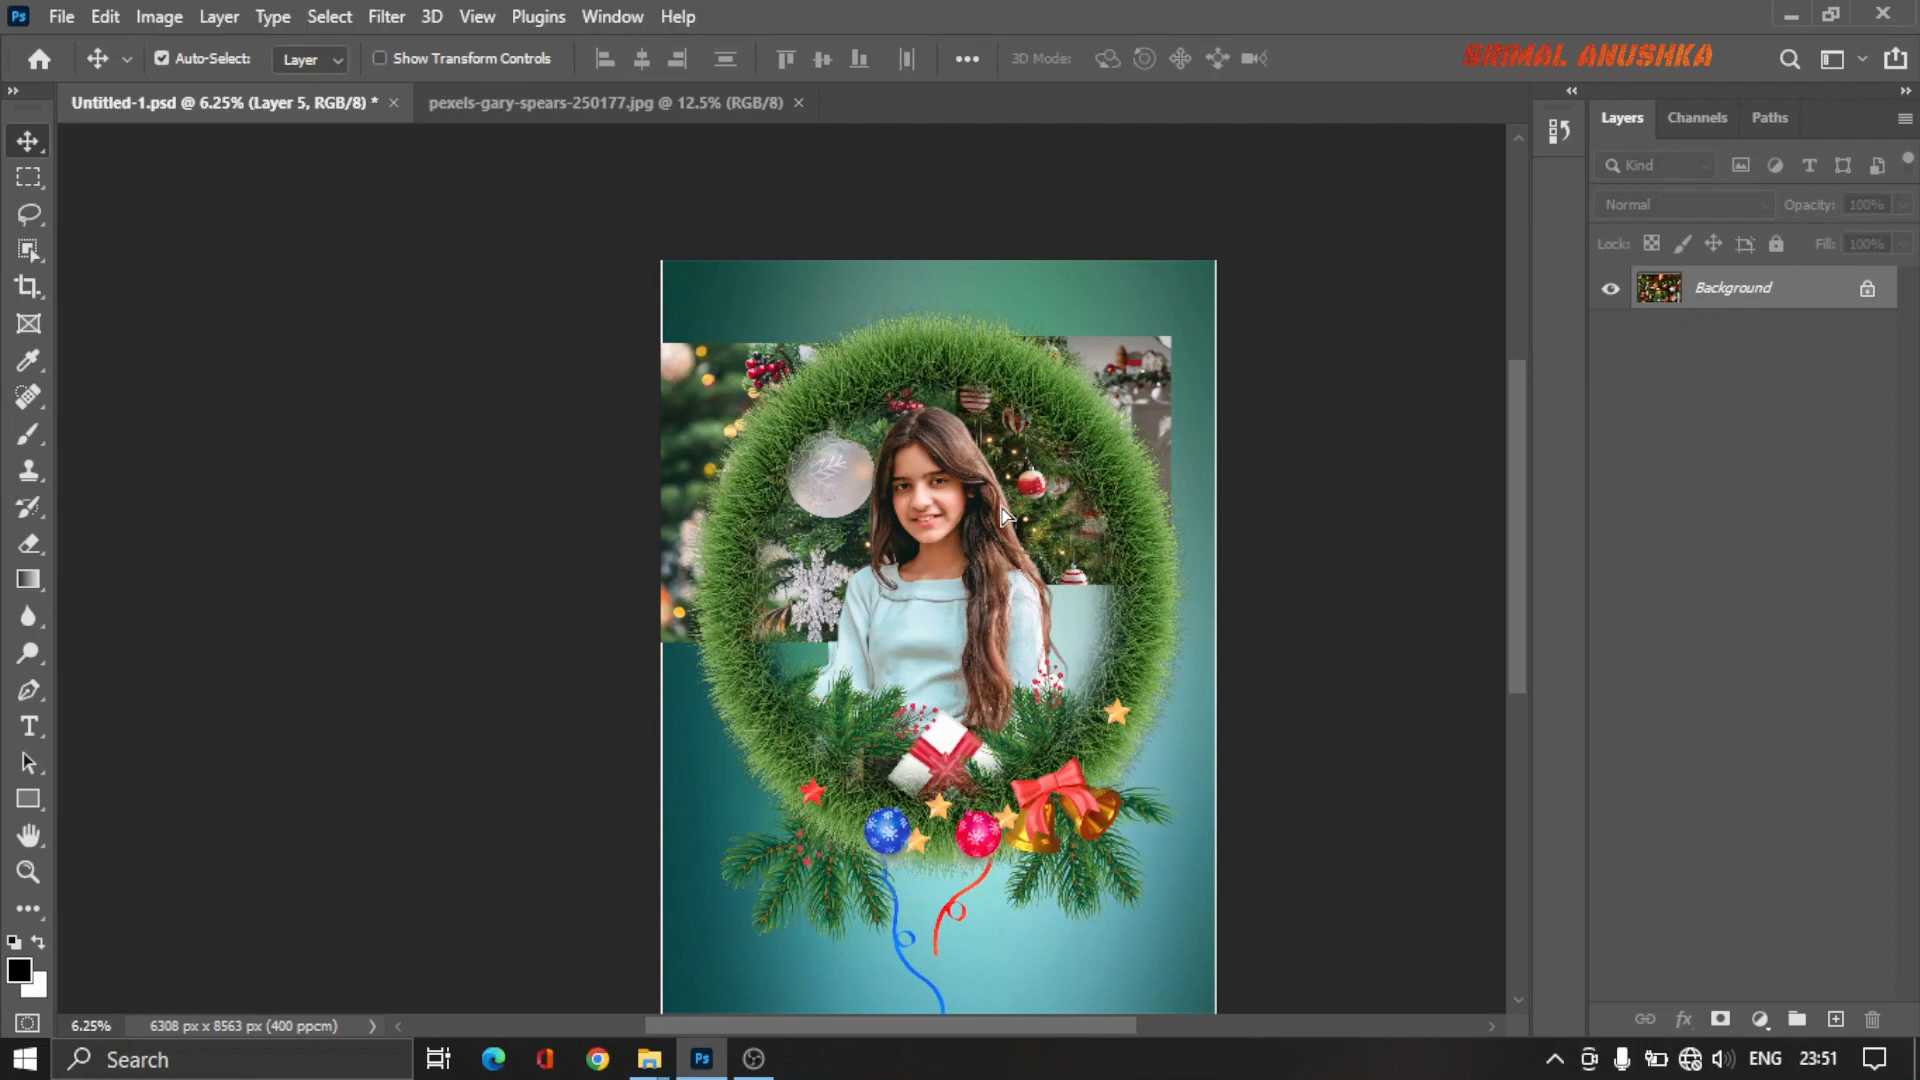 Ps File Edit Image Layer Type Select Filter 3D View Plugins Window Help
Auto-Select: Layer Show Transform Controls 3D Mode: SRIMAL ANUSHKA
Untitled-1.psd @ 6.25% (Layer 5, RGB/8) * pexels-gary-spears-250177.jpg @ 12.5% (RGB/8)
Layers Channels Paths
Kind
Normal Opacity: 100%
Lock: Fill: 100%
Background
6.25% 6308 px x 8563 px (400 ppcm)
Search Ps ENG 23:51